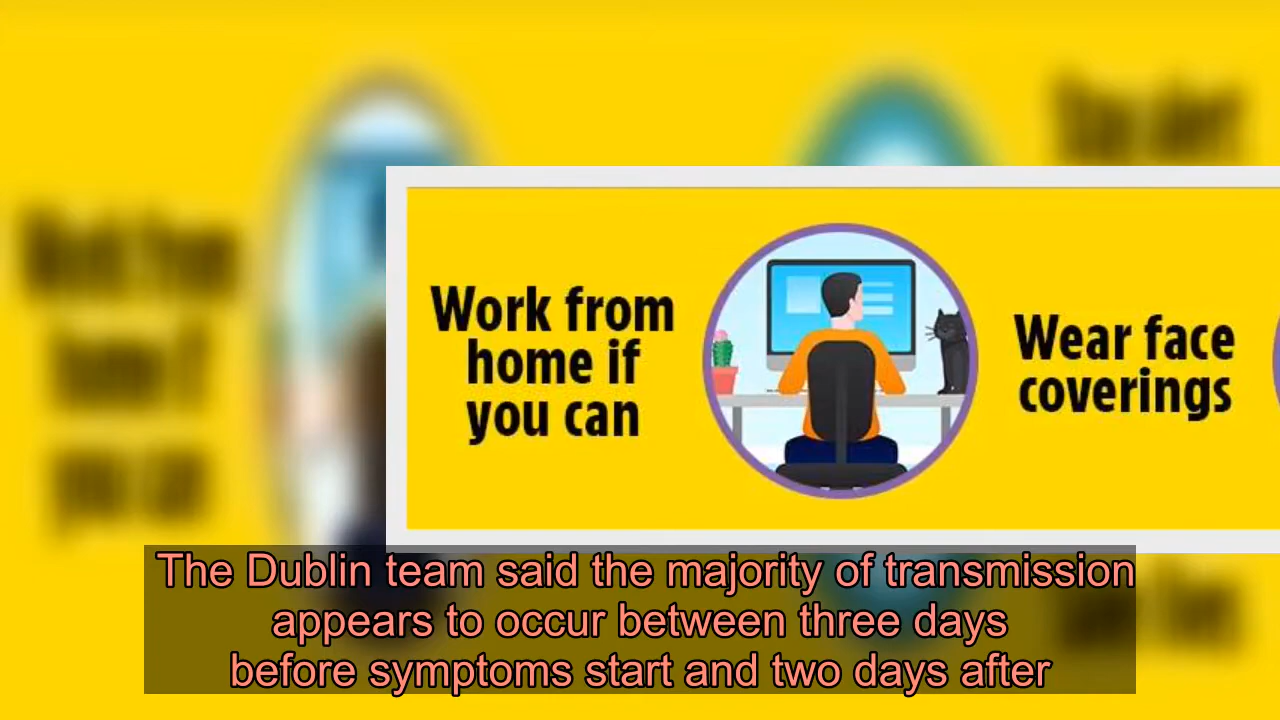 Work from
home if
you can
Wear face
coverings
The Dublin team said the majority of transmission
appears to occur between three days
before symptoms start and two days after